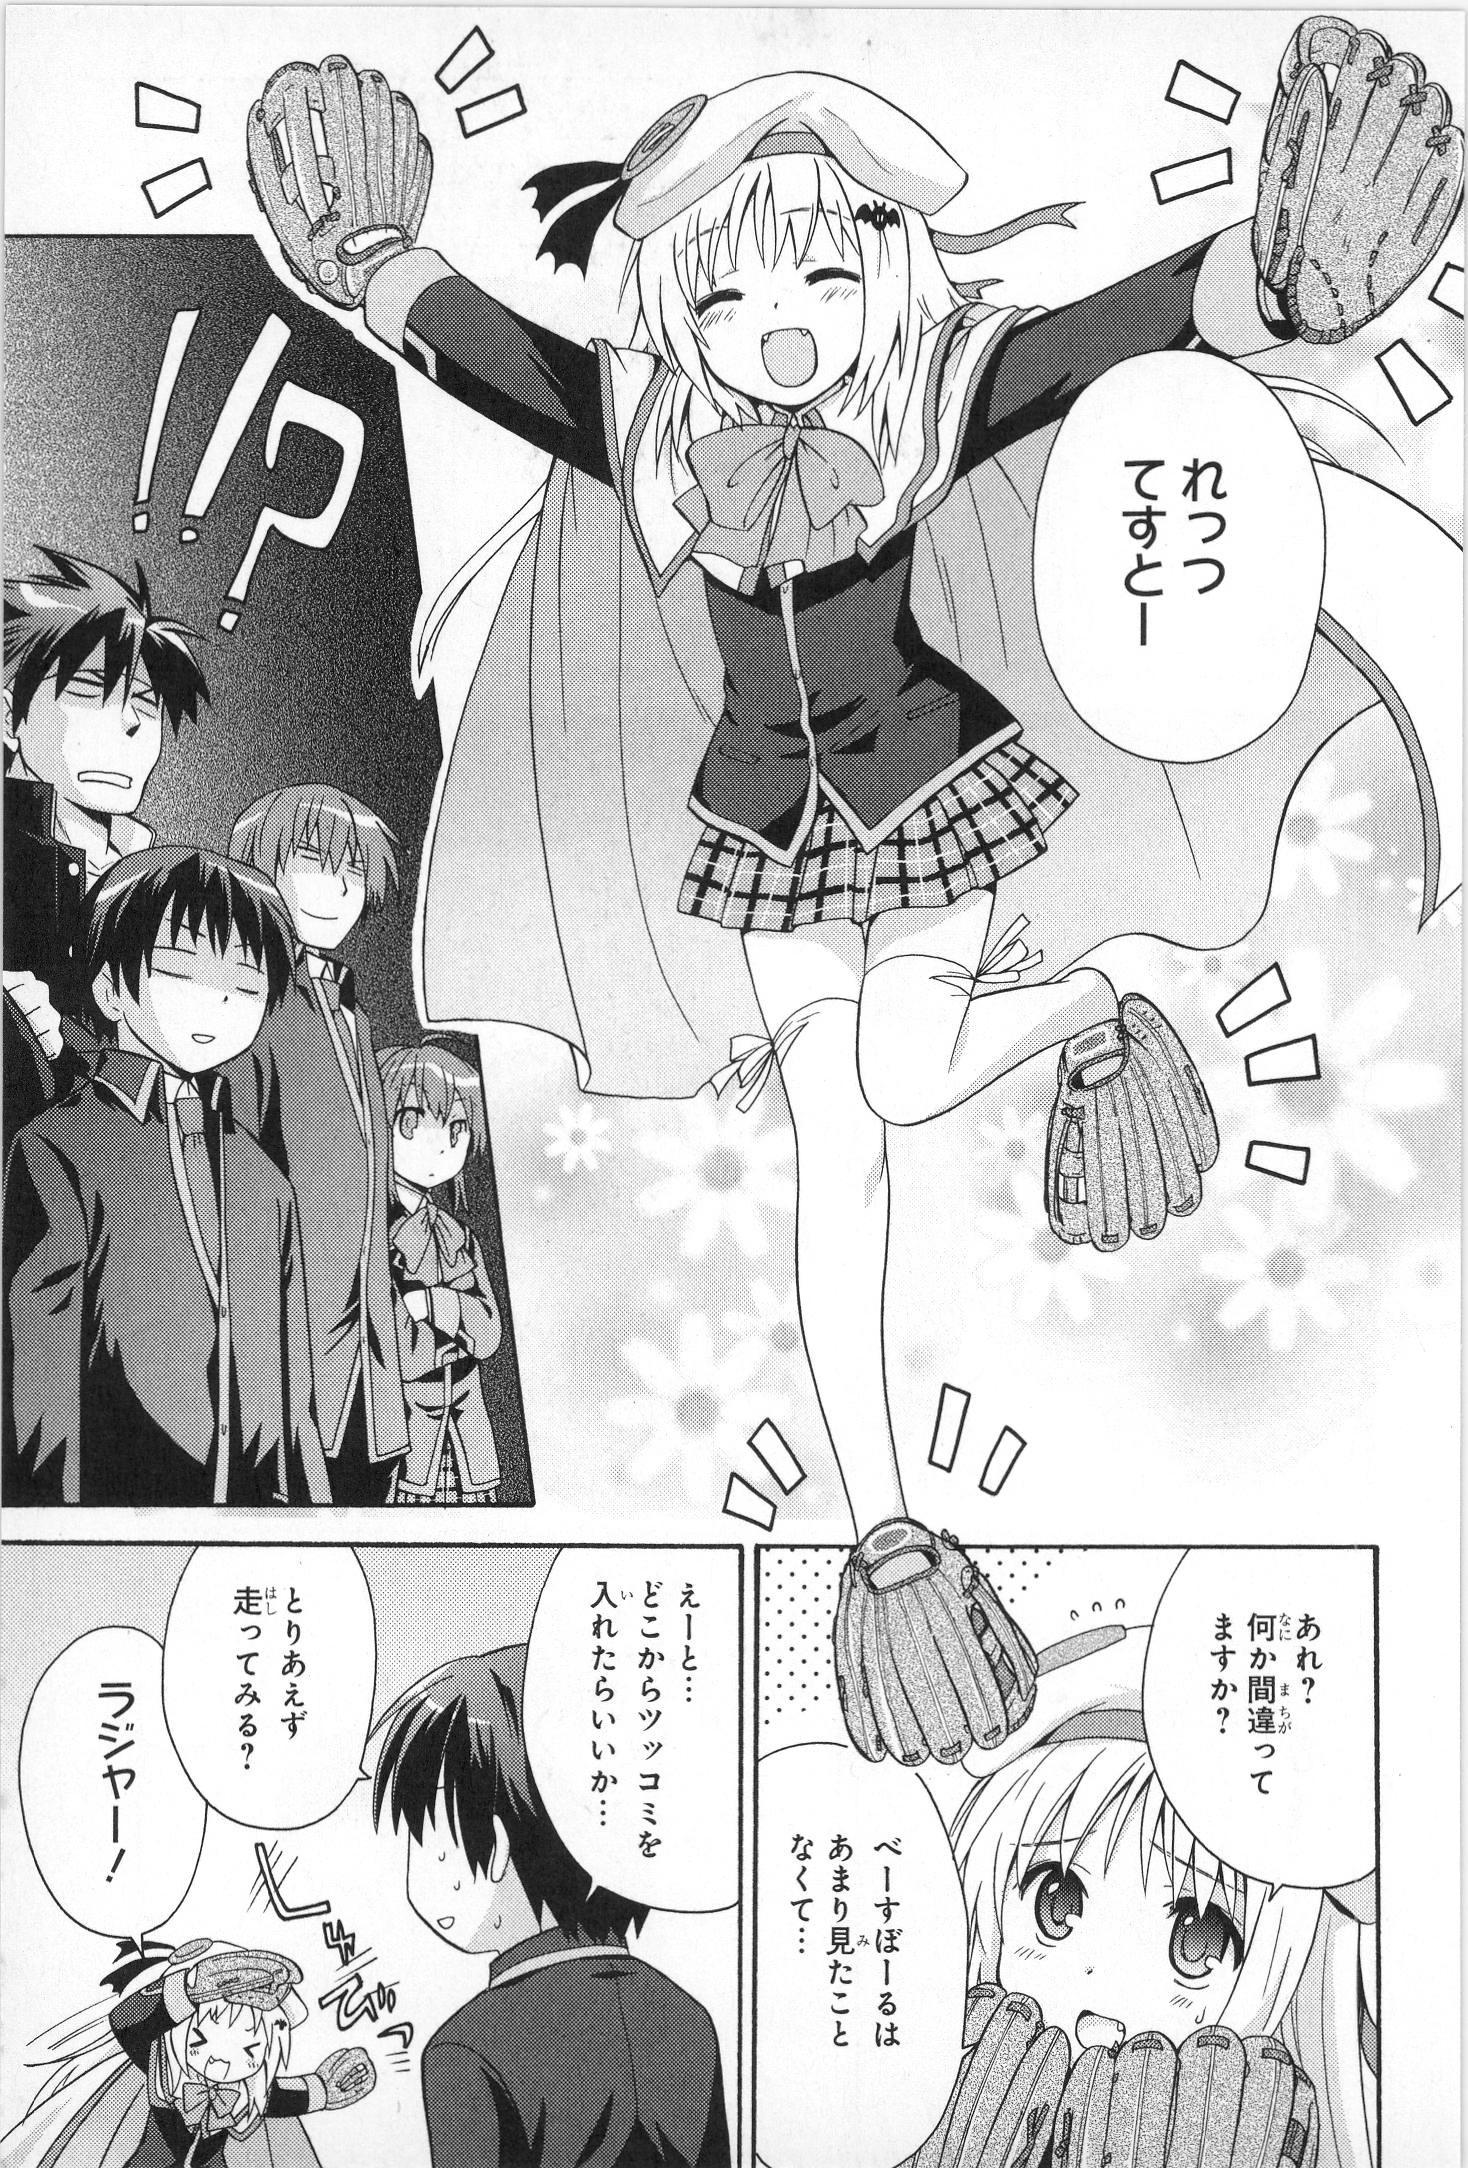 れっつ
てすとー
！！？
あれ？
何か間違って
ますか？
べーすぼーるは
あまり見たこと
なくて…
えーと…
どこからツッコミを
入れたらいいか…
とりあえず
走ってみる？
ラジャー！